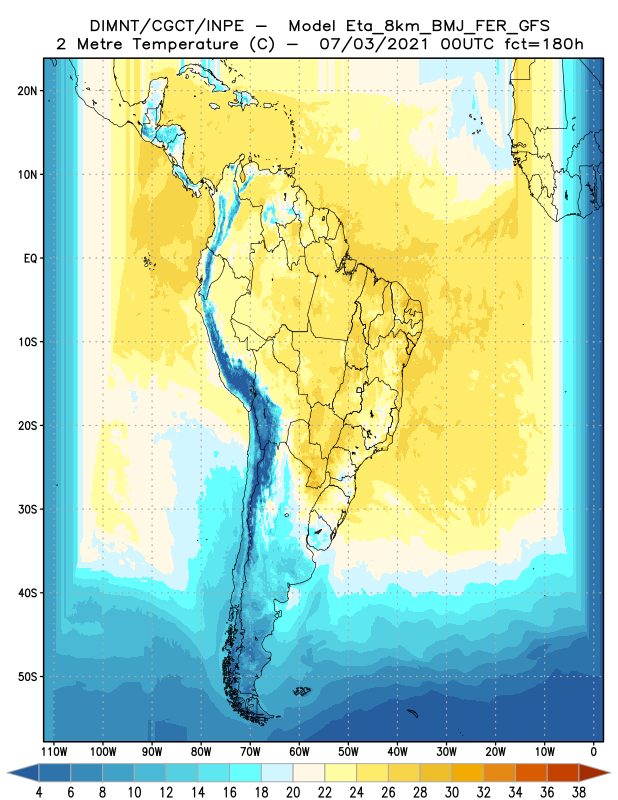 DIMNT/CGCT/INPE –   Model Eta_8km_BMJ_FER_GFS
2 Metre Temperature (C) –   07/03/2021 00UTC fct=180h
20N
10N
EQ
10S
20S
30S
40S
50S
110W 100W 90W 80W 70W 60W 50W 40W 30W 20W 10W 0
4 6 8 10 12 14 16 18 20 22 24 26 28 30 32 34 36 38